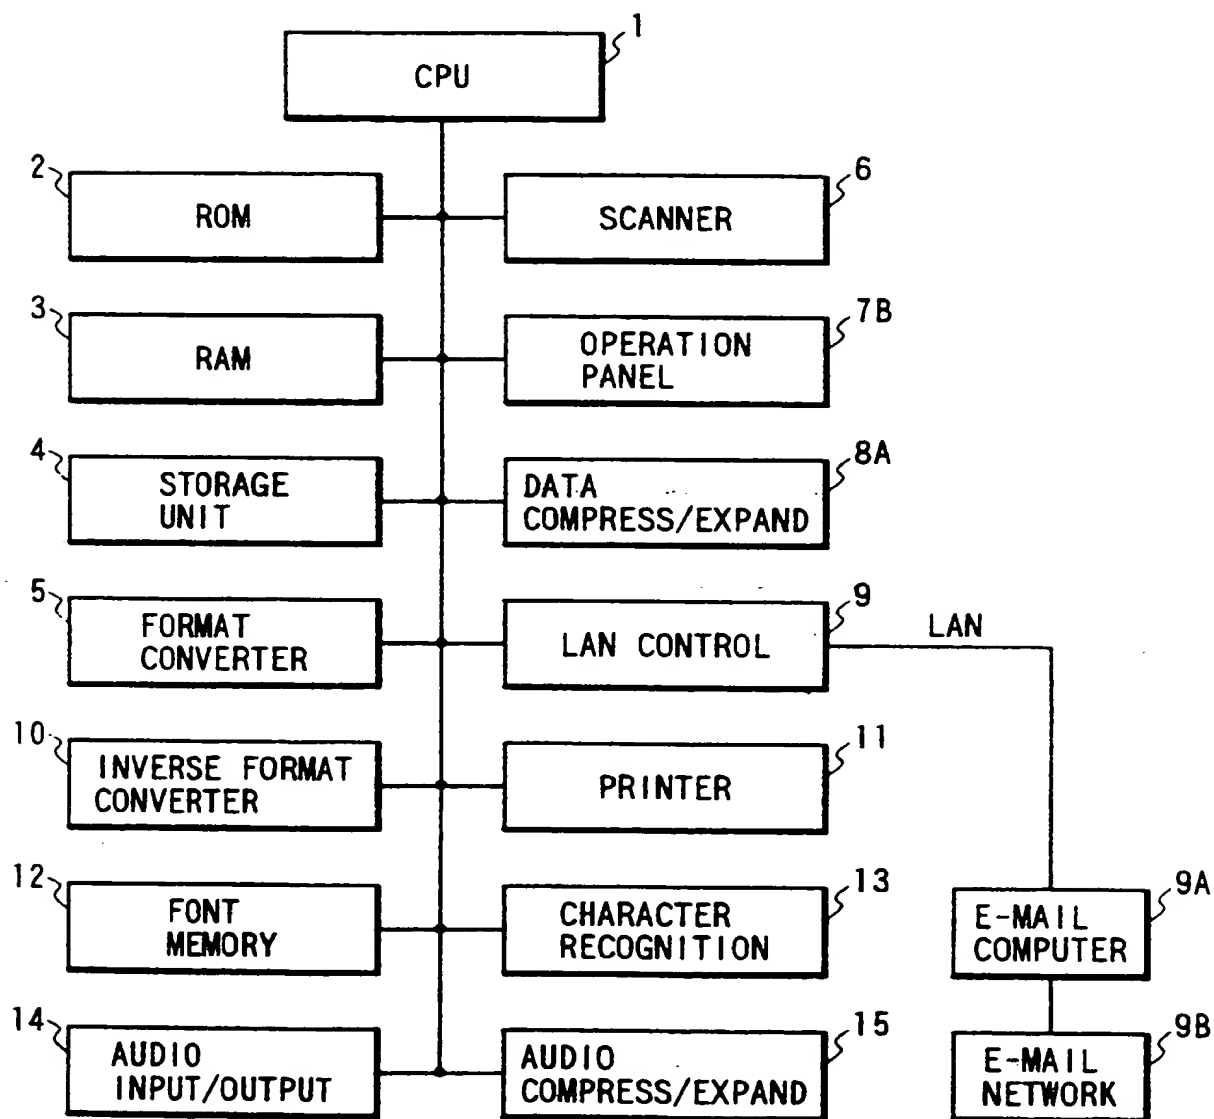 1
CPU
2
ROM
6
SCANNER
3
RAM
7B
OPERATION
PANEL
4
STORAGE
UNIT
8A
DATA
COMPRESS/EXPAND
5
FORMAT
CONVERTER
9
LAN CONTROL
LAN
10
INVERSE FORMAT
CONVERTER
11
PRINTER
12
FONT
MEMORY
13
CHARACTER
RECOGNITION
9A
E-MAIL
COMPUTER
14
AUDIO
INPUT/OUTPUT
15
AUDIO
COMPRESS/EXPAND
9B
E-MAIL
NETWORK